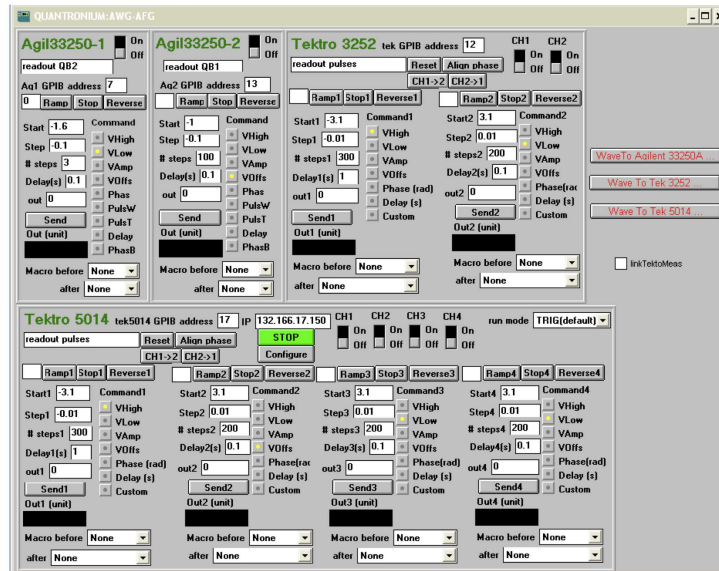 QUANTRONIUM:AWG-AFG
Agil33250-1 On Off
readout QB2
Aq1 GPIB address 7
0 Ramp Stop Reverse
Start -1.6 Command
Step -0.1
# steps 3
Delay(s) 0.1
out 0
VHigh
VLow
VAmp
VOffs
Phas
PulsW
PulsT
Delay
PhasB
Send
Out (unit)
Macro before None
after None
Agil33250-2 On Off
readout QB1
Aq2 GPIB address 13
Ramp Stop Reverse
Start -1 Command
Step -0.1
# steps 100
Delay(s) 0.1
out 0
VHigh
VLow
VAmp
VOffs
Phas
PulsW
PulsT
Delay
PhasB
Send
Out (unit)
Macro before None
after None
Tektro 3252 tek GPIB address 12 CH1 CH2
On On
Off Off
readout pulses Reset Align phase
CH1->2 CH2->1
Ramp1 Stop1 Reverse1
Start1 -3.1 Command1
Step1 -0.01
# steps1 300
Delay1(s) 1
out1 0
VHigh
VLow
VAmp
VOffs
Phase (rad)
Delay (s)
Custom
Send1
Out1 (unit)
Macro before None
after None
Ramp2 Stop2 Reverse2
Start2 3.1 Command2
Step2 0.01
# steps2 200
Delay2(s) 0.1
out2 0
VHigh
VLow
VAmp
VOffs
Phase(rac
Delay (s)
Custom
Send2
Out2 (unit)
Macro before None
after None
WaveTo Agilent 33250A ...
Wave To Tek 3252 ...
Wave To Tek 5014 ...
linkTektoMeas
Tektro 5014 tek5014 GPIB address 17 IP 132.166.17.150 CH1 CH2 CH3 CH4 run mode TRIG(default)
On On On On
Off Off Off Off
readout pulses Reset Align phase STOP
CH1->2 CH2->1 Configure
Ramp1 Stop1 Reverse1
Start1 -3.1 Command1
Step1 -0.01
# steps1 300
Delay1(s) 1
out1 0
VHigh
VLow
VAmp
VOffs
Phase (rad)
Delay (s)
Custom
Send1
Out1 (unit)
Macro before None
after None
Ramp2 Stop2 Reverse2
Start2 3.1 Command2
Step2 0.01
# steps2 200
Delay2(s) 0.1
out2 0
VHigh
VLow
VAmp
VOffs
Phase(rac
Delay (s)
Custom
Send2
Out2 (unit)
Macro before None
after None
Ramp3 Stop3 Reverse3
Start3 3.1 Command3
Step3 0.01
# steps3 200
Delay3(s) 0.1
out3 0
VHigh
VLow
VAmp
VOffs
Phase(rad)
Delay (s)
Custom
Send3
Out3 (unit)
Macro before None
after None
Ramp4 Stop4 Reverse4
Start4 3.1 Command4
Step4 0.01
# steps4 200
Delay4(s) 0.1
out4 0
VHigh
VLow
VAmp
VOffs
Phase(rad)
Delay (s)
Custom
Send4
Out4 (unit)
Macro before None
after None